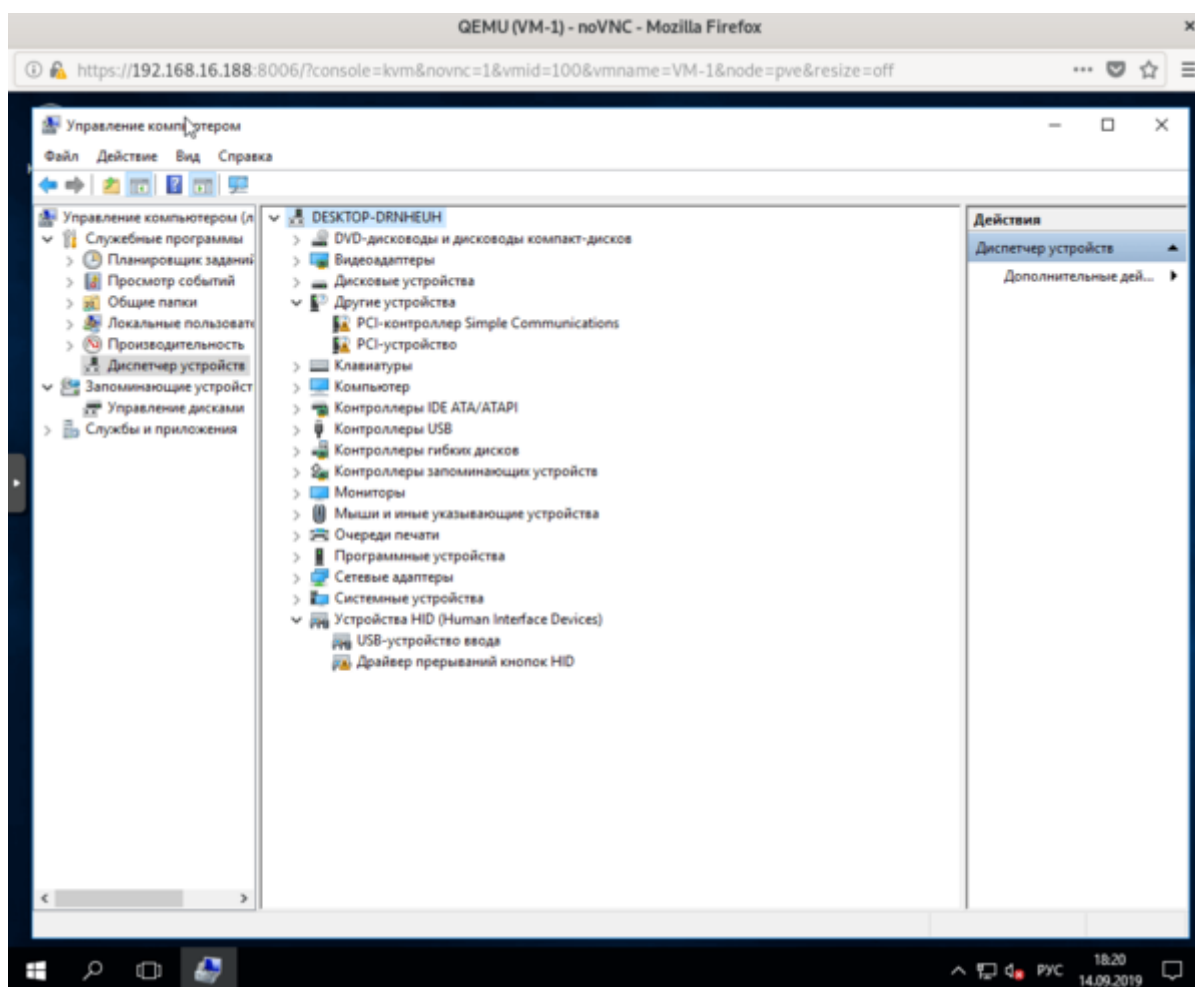 QEMU (VM-1) - noVNC - Mozilla Firefox
https://192.168.16.188:8006/?console=kvm&novnc=1&vmid=100&vmname=VM-1&node=pve&resize=off
Управление компьютером
Файл Действие Вид Справка
Управление компьютером (л
Служебные программы
Планировщик заданий
Просмотр событий
Общие папки
Локальные пользовате
Производительность
Диспетчер устройств
Запоминающие устройст
Управление дисками
Службы и приложения
DESKTOP-DRNHEUH
DVD-дисководы и дисководы компакт-дисков
Видеоадаптеры
Дисковые устройства
Другие устройства
PCI-контроллер Simple Communications
PCI-устройство
Клавиатуры
Компьютер
Контроллеры IDE ATA/ATAPI
Контроллеры USB
Контроллеры гибких дисков
Контроллеры запоминающих устройств
Мониторы
Мыши и иные указывающие устройства
Очереди печати
Программные устройства
Сетевые адаптеры
Системные устройства
Устройства HID (Human Interface Devices)
USB-устройство ввода
Драйвер прерываний кнопок HID
Действия
Диспетчер устройств
Дополнительные дей...
РУС
18:20
14.09.2019